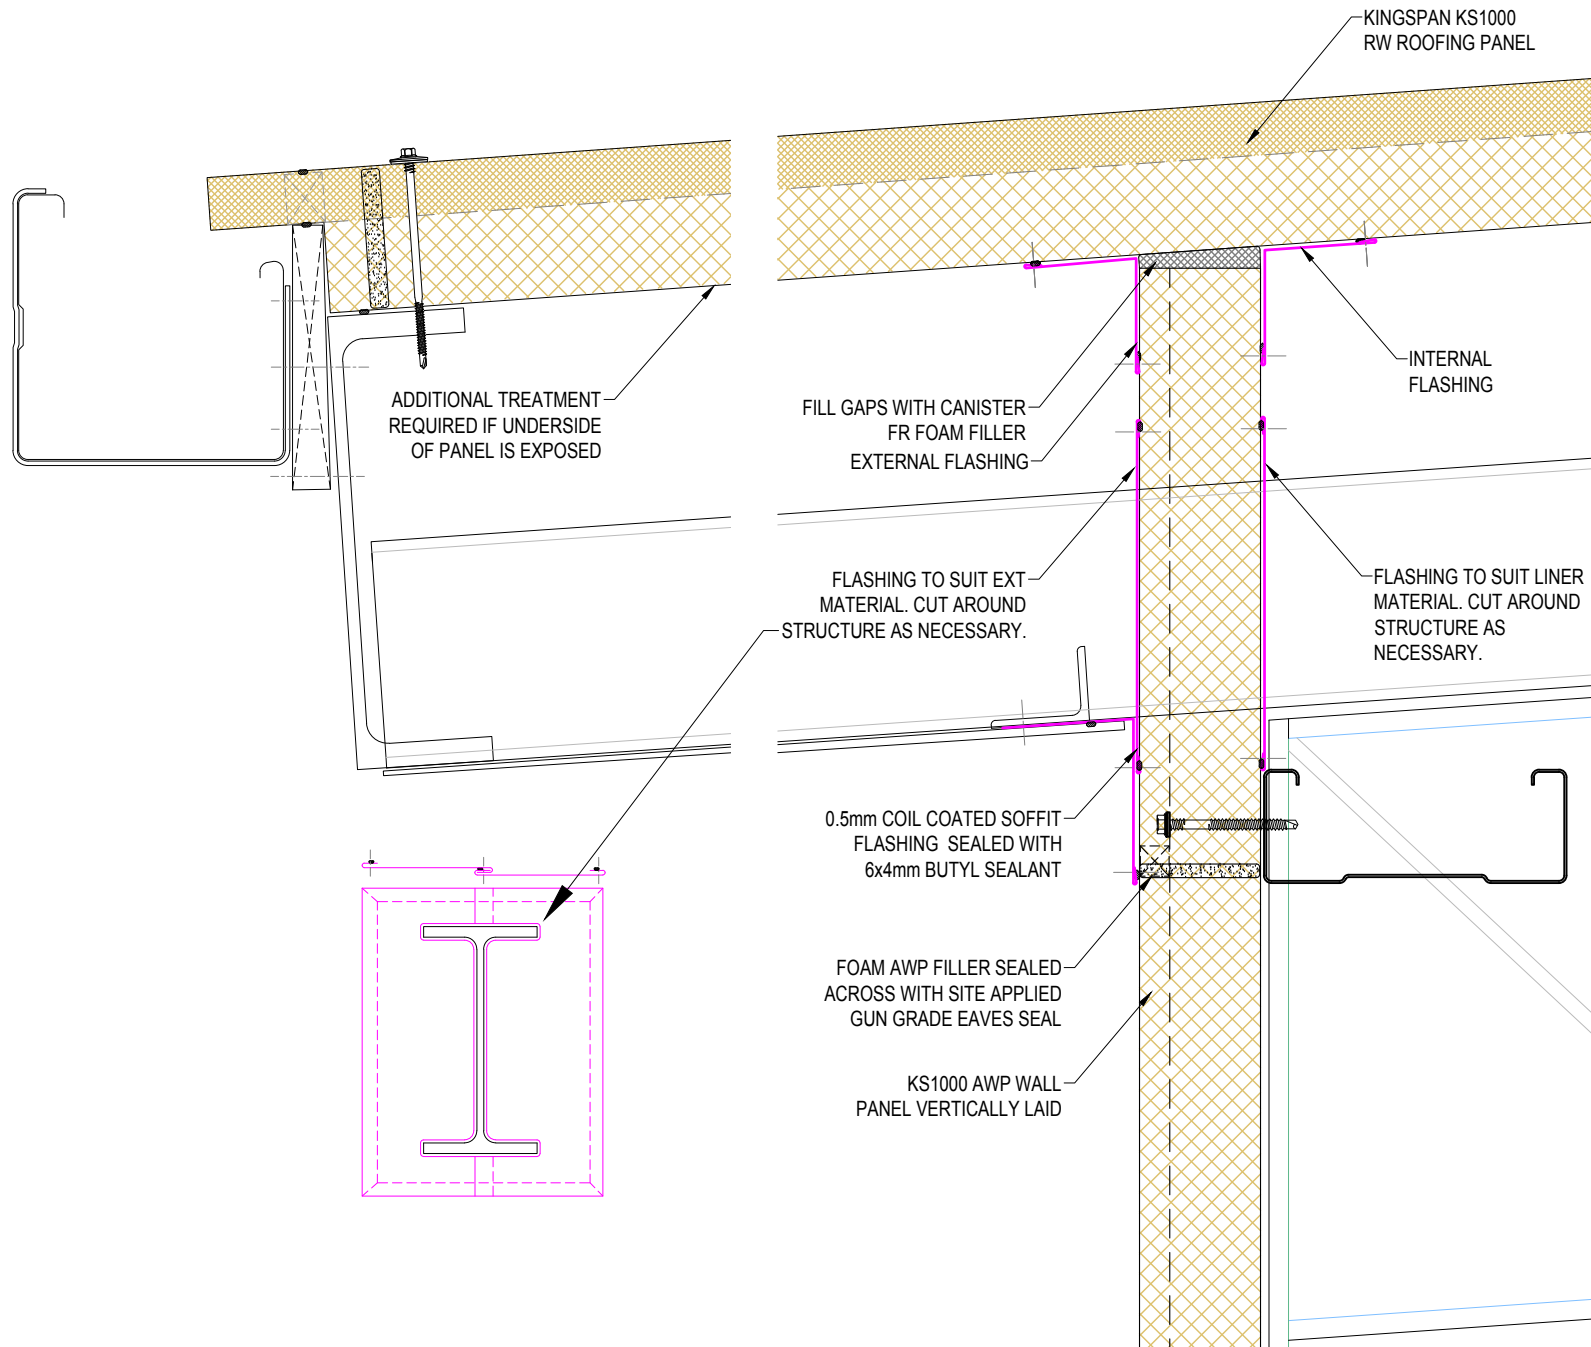 KINGSPAN KS1000
RW ROOFING PANEL
ADDITIONAL TREATMENT
REQUIRED IF UNDERSIDE
OF PANEL IS EXPOSED
FILL GAPS WITH CANISTER
FR FOAM FILLER
EXTERNAL FLASHING
INTERNAL
FLASHING
FLASHING TO SUIT EXT
MATERIAL. CUT AROUND
STRUCTURE AS NECESSARY.
FLASHING TO SUIT LINER
MATERIAL. CUT AROUND
STRUCTURE AS
NECESSARY.
0.5mm COIL COATED SOFFIT
FLASHING SEALED WITH
6x4mm BUTYL SEALANT
FOAM AWP FILLER SEALED
ACROSS WITH SITE APPLIED
GUN GRADE EAVES SEAL
KS1000 AWP WALL
PANEL VERTICALLY LAID